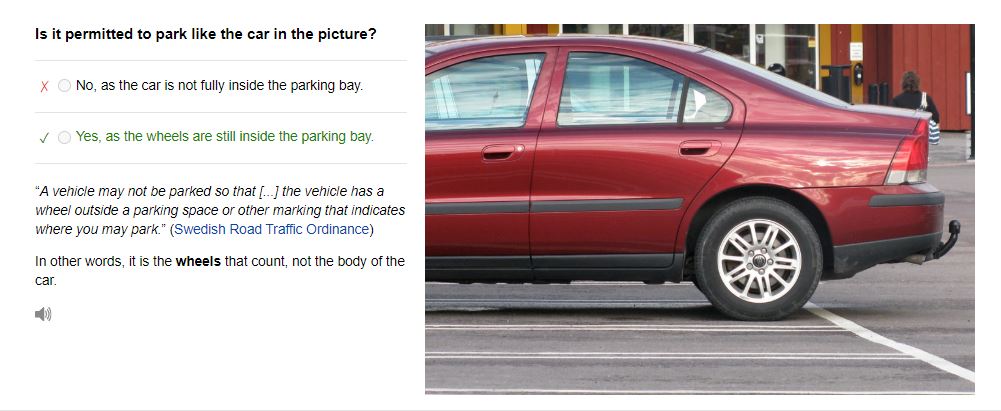 Is it permitted to park like the car in the picture?
✗ No, as the car is not fully inside the parking bay.
✓ Yes, as the wheels are still inside the parking bay.
“A vehicle may not be parked so that [...] the vehicle has a
wheel outside a parking space or other marking that indicates
where you may park.” (Swedish Road Traffic Ordinance)
In other words, it is the wheels that count, not the body of the
car.